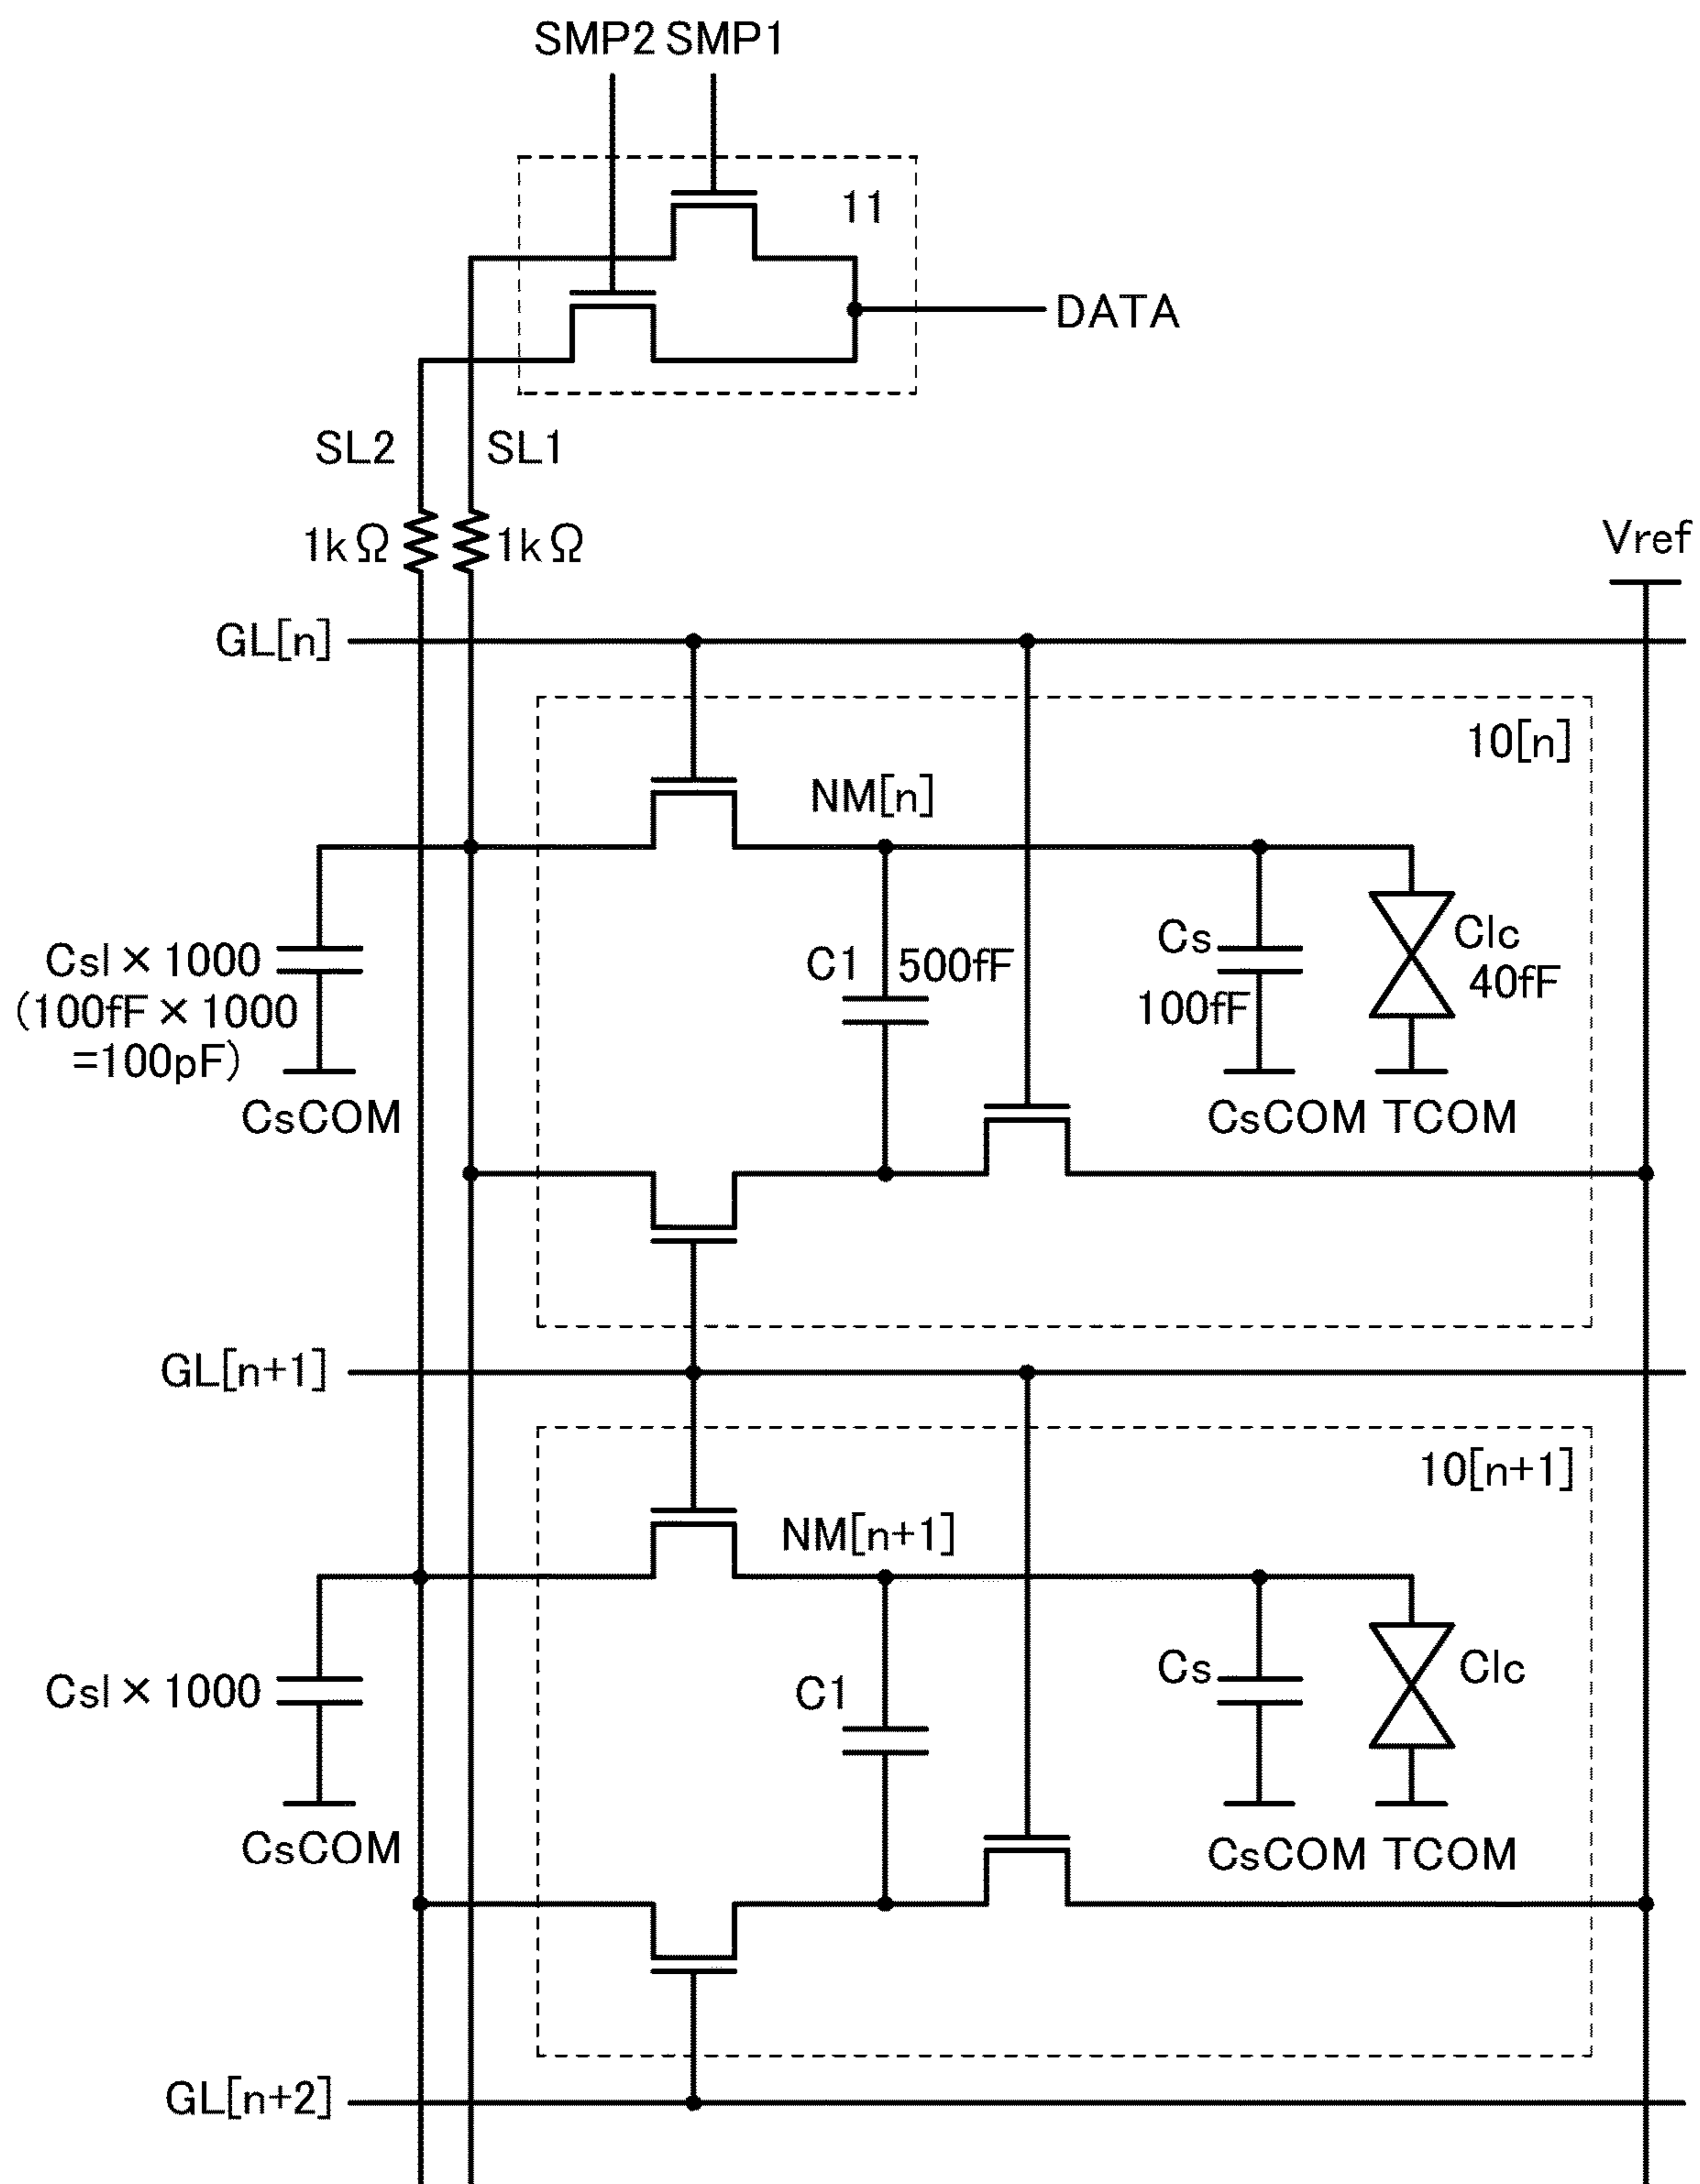 SMP2 SMP1
11
DATA
SL2 SL1
1kΩ 1kΩ
Vref
GL[n]
10[n]
NM[n]
Csl×1000
(100fF×1000
=100pF)
CsCOM
C1 500fF
Cs
100fF
Clc
40fF
CsCOM TCOM
GL[n+1]
10[n+1]
NM[n+1]
Csl×1000
CsCOM
C1
Cs
Clc
CsCOM TCOM
GL[n+2]